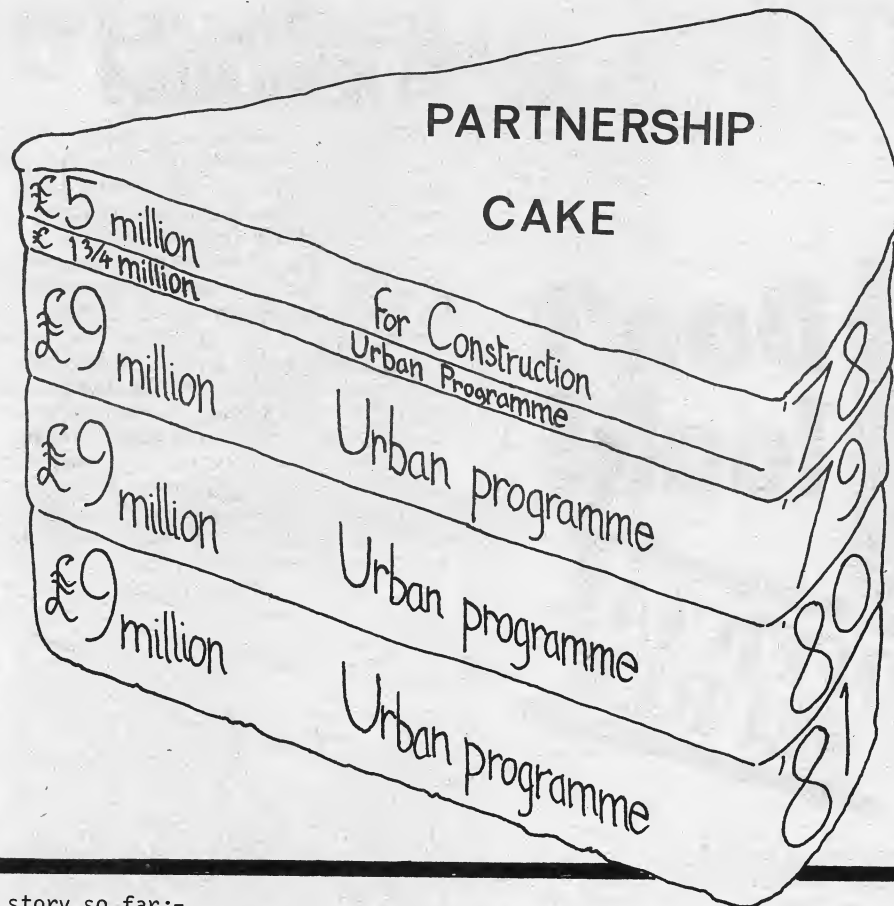 PARTNERSHIP
CAKE
£5 million for Construction '78
£ 1¾ million Urban Programme
£9 million Urban programme '79
£9 million Urban programme '80
£9 million Urban programme '81
story so far:-